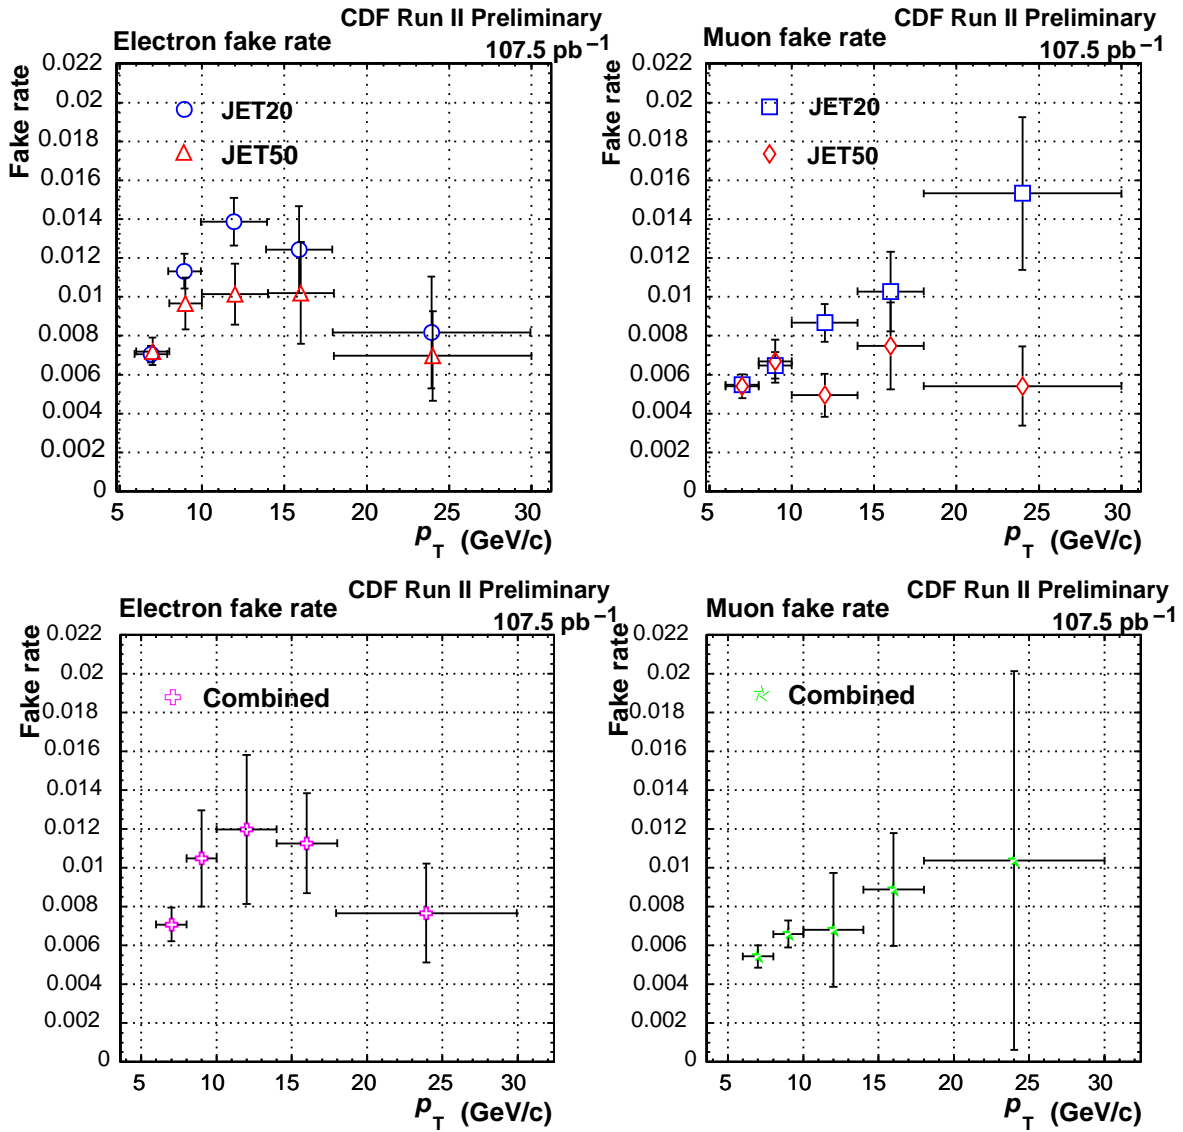 CDF Run II Preliminary
Electron fake rate
107.5 pb−1
Fake rate
0.022
0.02
0.018
0.016
0.014
0.012
0.01
0.008
0.006
0.004
0.002
0
JET20
JET50
5 10 15 20 25 30
pT (GeV/c)
CDF Run II Preliminary
Muon fake rate
107.5 pb−1
Fake rate
0.022
0.02
0.018
0.016
0.014
0.012
0.01
0.008
0.006
0.004
0.002
0
JET20
JET50
5 10 15 20 25 30
pT (GeV/c)
CDF Run II Preliminary
Electron fake rate
107.5 pb−1
Fake rate
0.022
0.02
0.018
0.016
0.014
0.012
0.01
0.008
0.006
0.004
0.002
0
Combined
5 10 15 20 25 30
pT (GeV/c)
CDF Run II Preliminary
Muon fake rate
107.5 pb−1
Fake rate
0.022
0.02
0.018
0.016
0.014
0.012
0.01
0.008
0.006
0.004
0.002
0
Combined
5 10 15 20 25 30
pT (GeV/c)